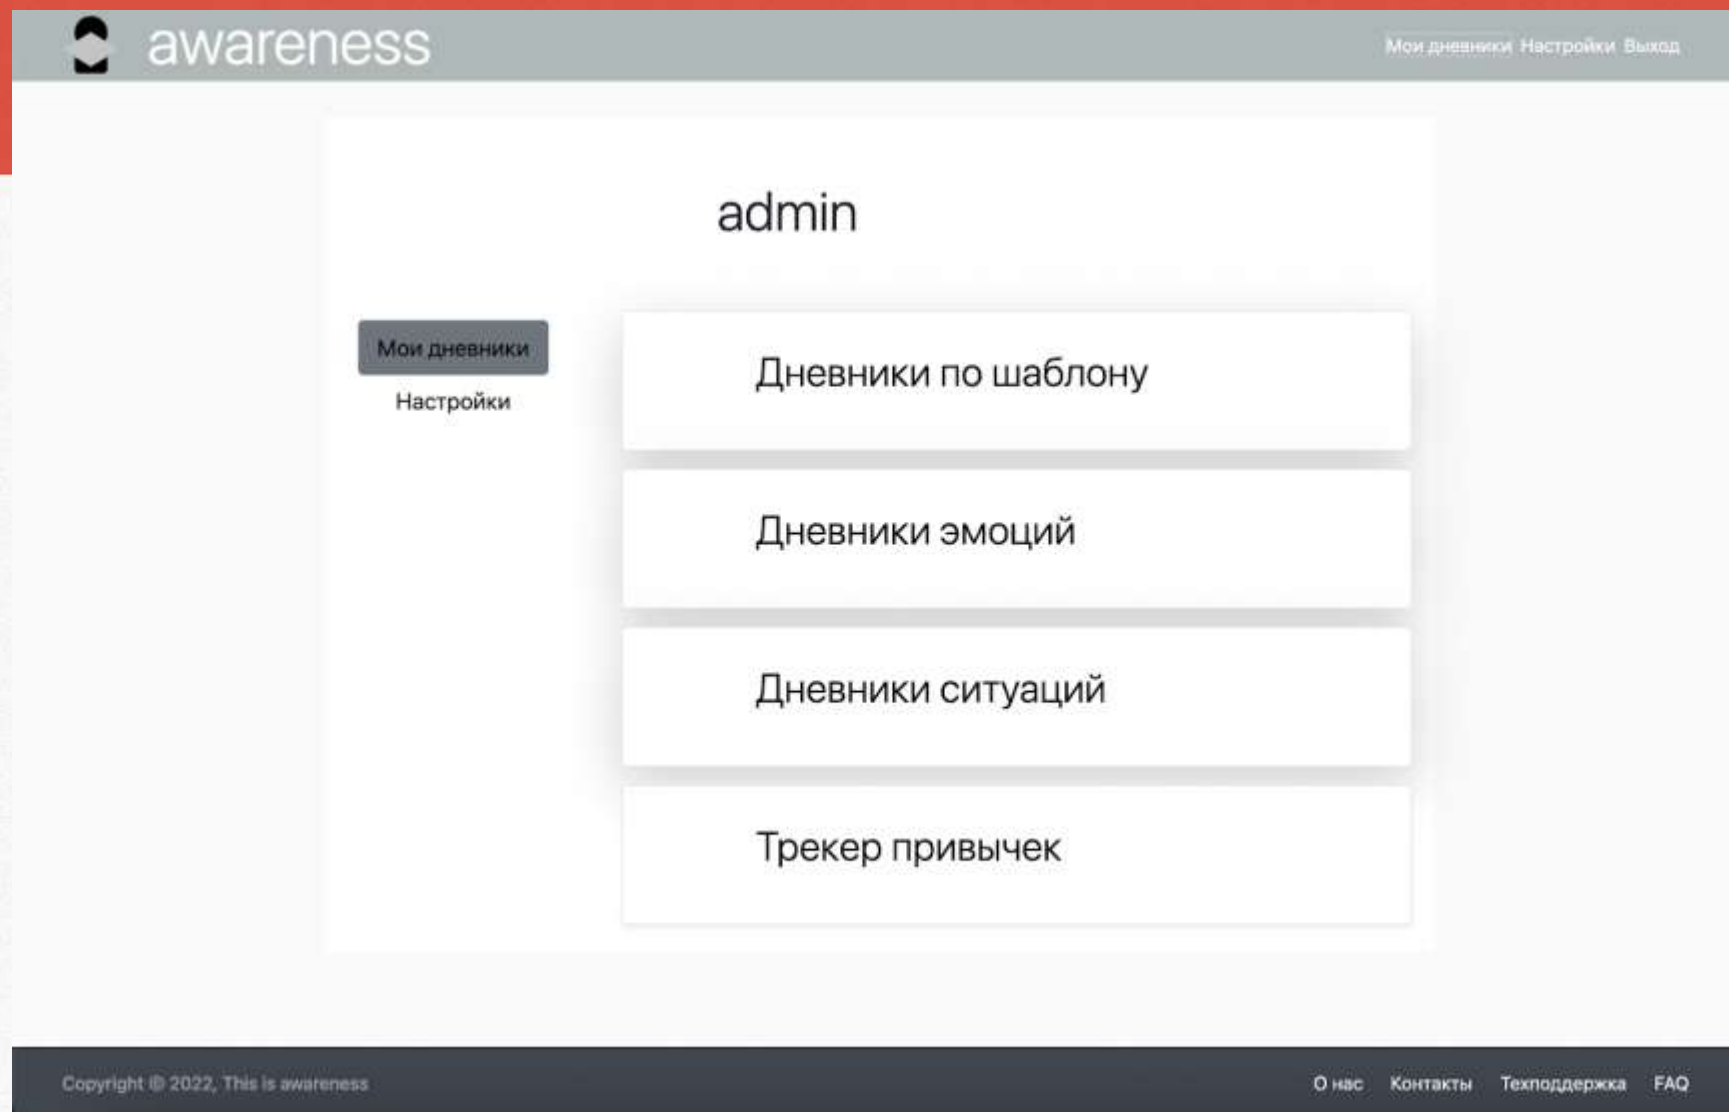 awareness
Мои дневники Настройки Выход
admin
Мои дневники
Настройки
Дневники по шаблону
Дневники эмоций
Дневники ситуаций
Трекер привычек
Copyright © 2022, This is awareness
О нас Контакты Техподдержка FAQ